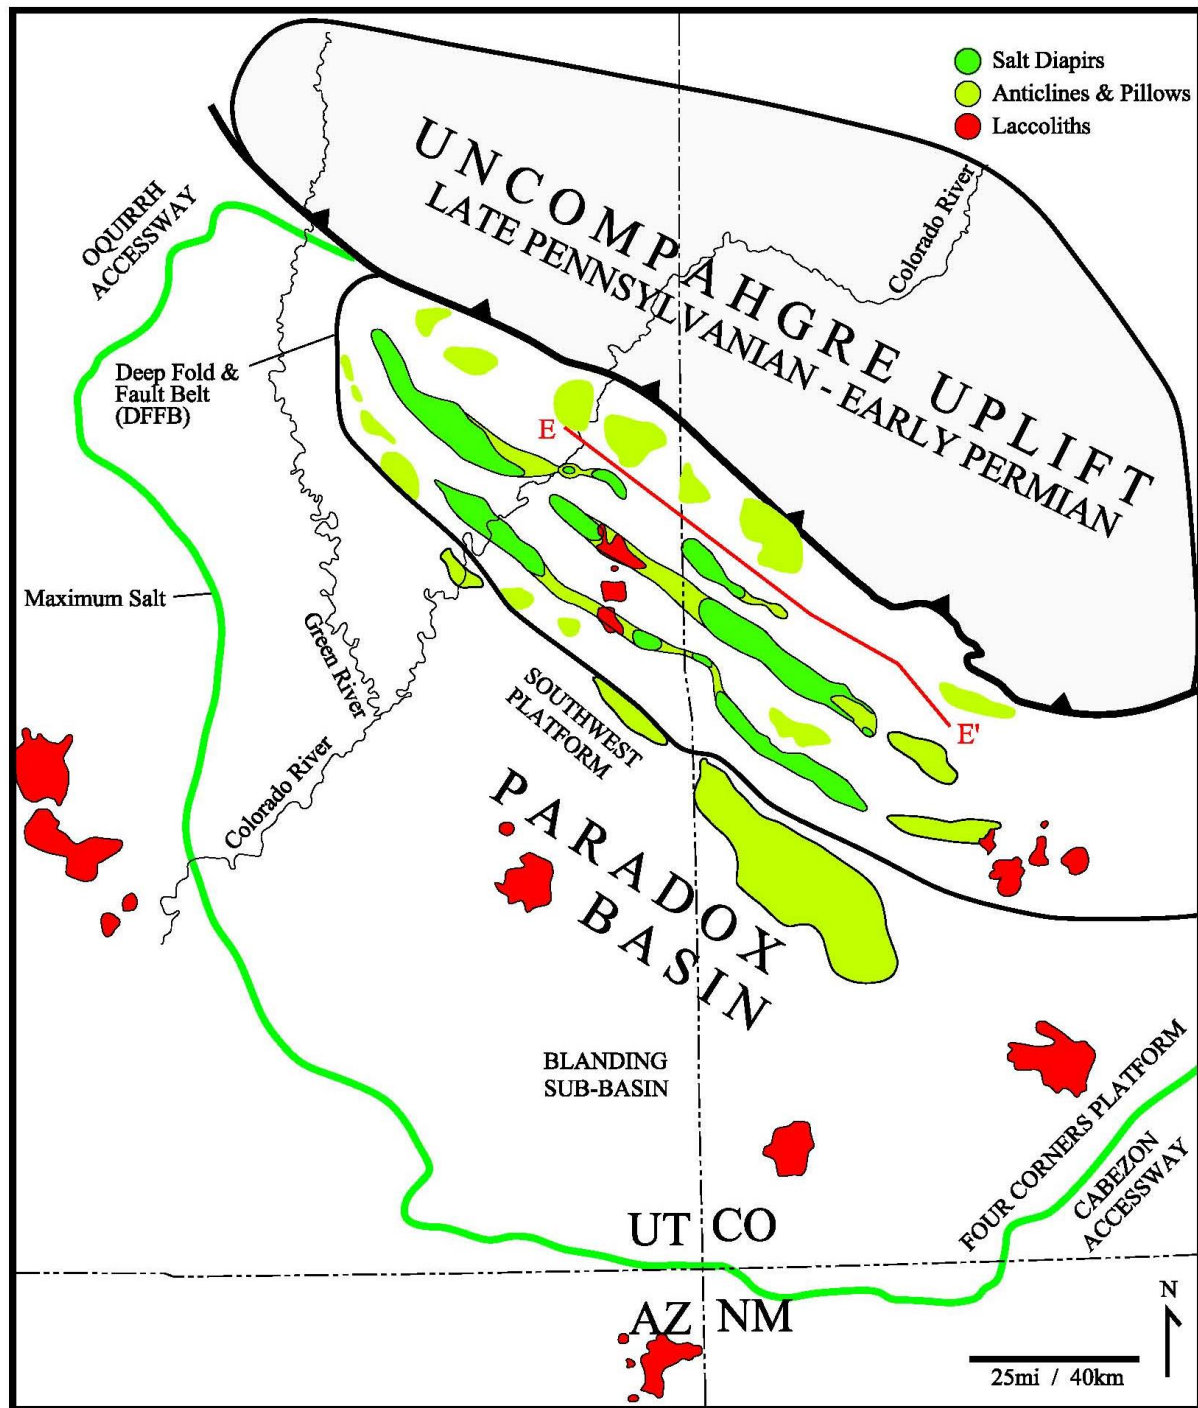 Salt Diapirs
Anticlines & Pillows
Laccoliths
UNCOMPAHGRE UPLIFT
LATE PENNSYLVANIAN - EARLY PERMIAN
Colorado River
OQUIRRH
ACCESSWAY
Deep Fold &
Fault Belt
(DFFB)
E
E'
Maximum Salt
Green River
Colorado River
SOUTHWEST
PLATFORM
PARADOX
BASIN
BLANDING
SUB-BASIN
FOUR CORNERS PLATFORM
CABEZON
ACCESSWAY
UT CO
AZ NM
N
25mi / 40km